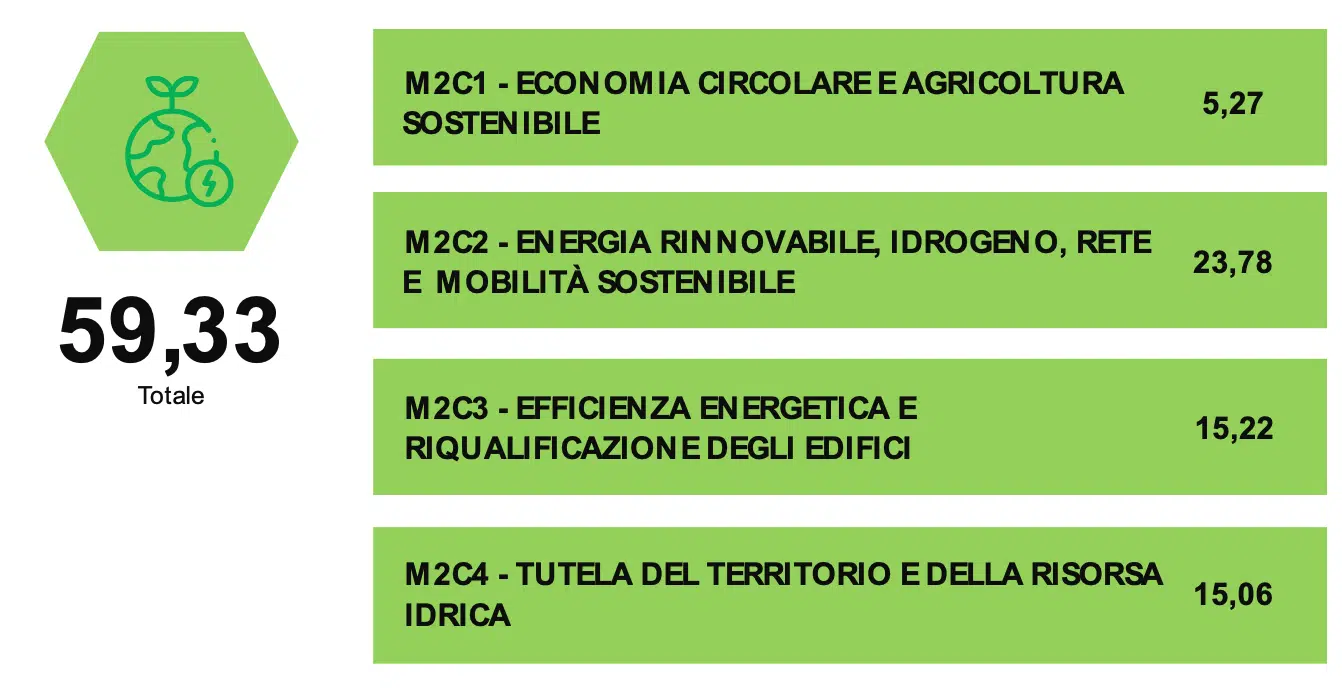 59,33
Totale
M2C1 - ECONOMIA CIRCOLARE E AGRICOLTURA
SOSTENIBILE
5,27
M2C2 - ENERGIA RINNOVABILE, IDROGENO, RETE
E MOBILITÀ SOSTENIBILE
23,78
M2C3 - EFFICIENZA ENERGETICA E
RIQUALIFICAZIONE DEGLI EDIFICI
15,22
M2C4 - TUTELA DEL TERRITORIO E DELLA RISORSA
IDRICA
15,06